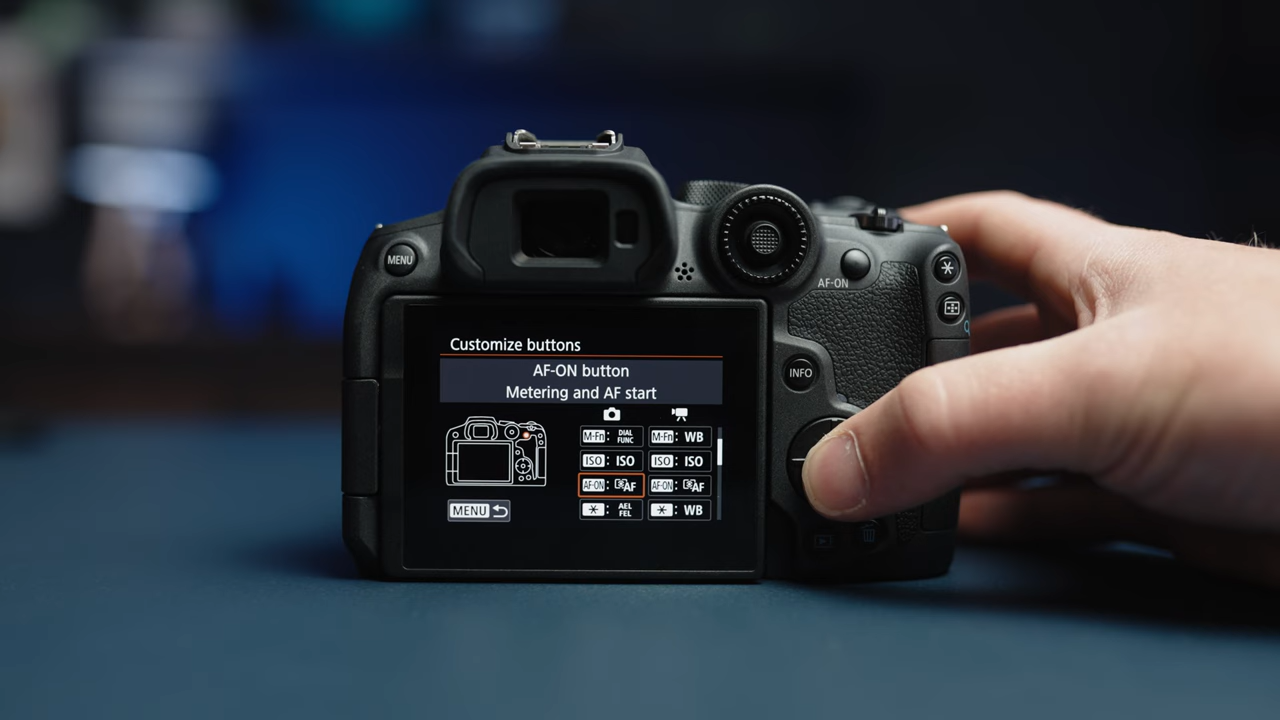 MENU
AF-ON
INFO
Customize buttons
AF-ON button
Metering and AF start
M-Fn: DIAL FUNC M-Fn: WB
ISO: ISO ISO: ISO
AF-ON: AF AF-ON: AF
*: AEL FEL *: WB
MENU